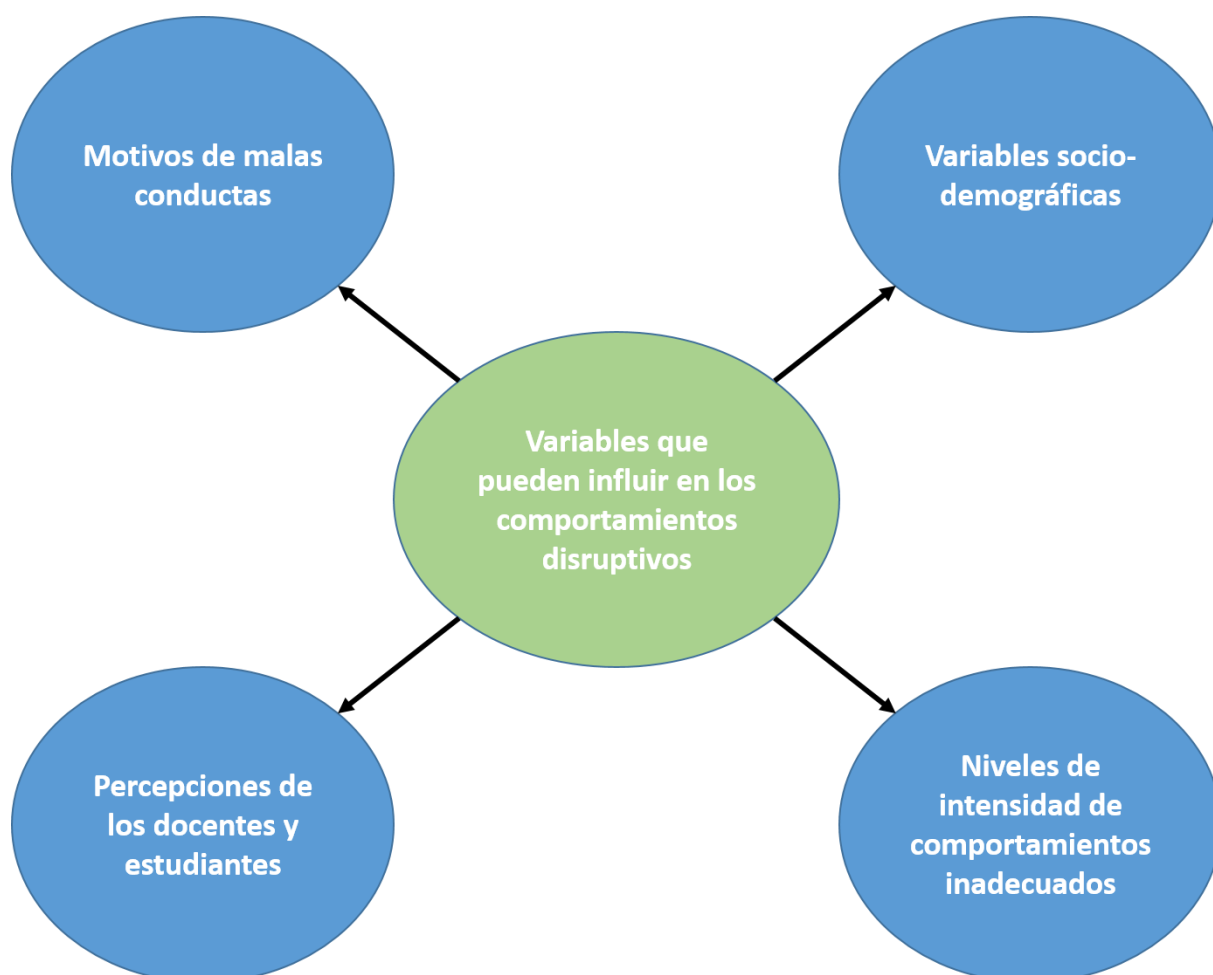 Motivos de malas
conductas
Variables socio-
demográficas
Variables que
pueden influir en los
comportamientos
disruptivos
Percepciones de
los docentes y
estudiantes
Niveles de
intensidad de
comportamientos
inadecuados